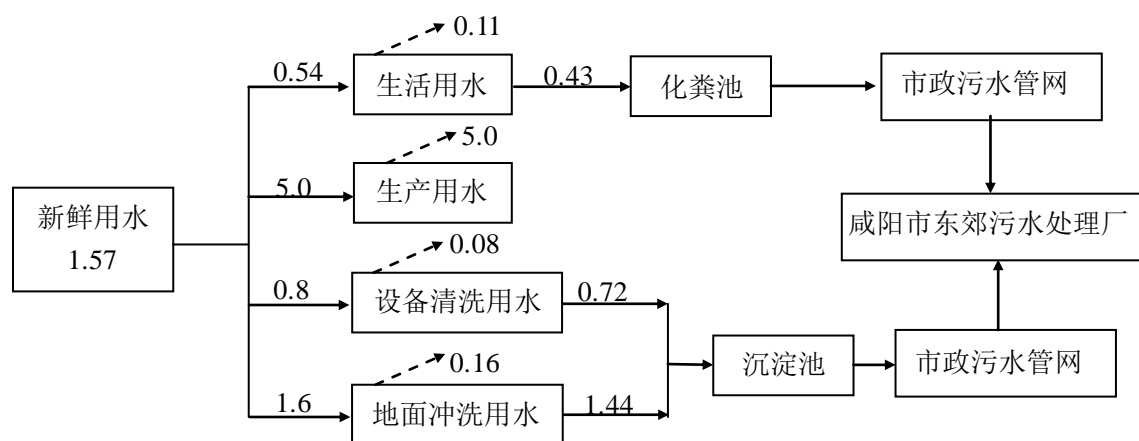 0.11
0.54
生活用水
0.43
化粪池
市政污水管网
5.0
5.0
生产用水
新鲜用水
1.57
咸阳市东郊污水处理厂
0.08
0.8
设备清洗用水
0.72
沉淀池
市政污水管网
0.16
1.6
地面冲洗用水
1.44